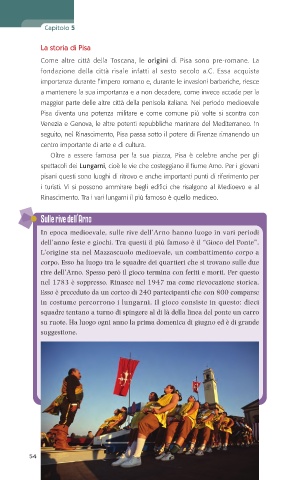 Capitolo 5
La storia di Pisa
Come altre città della Toscana, le origini di Pisa sono pre-romane. La
fondazione della città risale infatti al sesto secolo a.C. Essa acquista
importanza durante l'impero romano e, durante le invasioni barbariche, riesce
a mantenere la sua importanza e a non decadere, come invece accade per la
maggior parte delle altre città della penisola italiana. Nel periodo medioevale
Pisa diventa una potenza militare e come comune più volte si scontra con
Venezia e Genova, le altre potenti repubbliche marinare del Mediterraneo. In
seguito, nel Rinascimento, Pisa passa sotto il potere di Firenze rimanendo un
centro importante di arte e di cultura.
Oltre a essere famosa per la sua piazza, Pisa è celebre anche per gli
spettacoli dei Lungarni, cioè le vie che costeggiano il fiume Arno. Per i giovani
pisani questi sono luoghi di ritrovo e anche importanti punti di riferimento per
i turisti. Vi si possono ammirare begli edifici che risalgono al Medioevo e al
Rinascimento. Tra i vari lungarni il più famoso è quello mediceo.
Sulle rive dell'Arno
In epoca medioevale, sulle rive dell'Arno hanno luogo in vari periodi
dell'anno feste e giochi. Tra questi il più famoso è il "Gioco del Ponte".
L'origine sta nel Mazzascudo medioevale, un combattimento corpo a
corpo. Esso ha luogo tra le squadre dei quartieri che si trovano sulle due
rive dell'Arno. Spesso però il gioco termina con feriti e morti. Per questo
nel 1783 è soppresso. Rinasce nel 1947 ma come rievocazione storica.
Esso è preceduto da un corteo di 240 partecipanti che con 800 comparse
in costume percorrono i lungarni. Il gioco consiste in questo: dieci
squadre tentano a turno di spingere al di là della linea del ponte un carro
su ruote. Ha luogo ogni anno la prima domenica di giugno ed è di grande
suggestione.
54